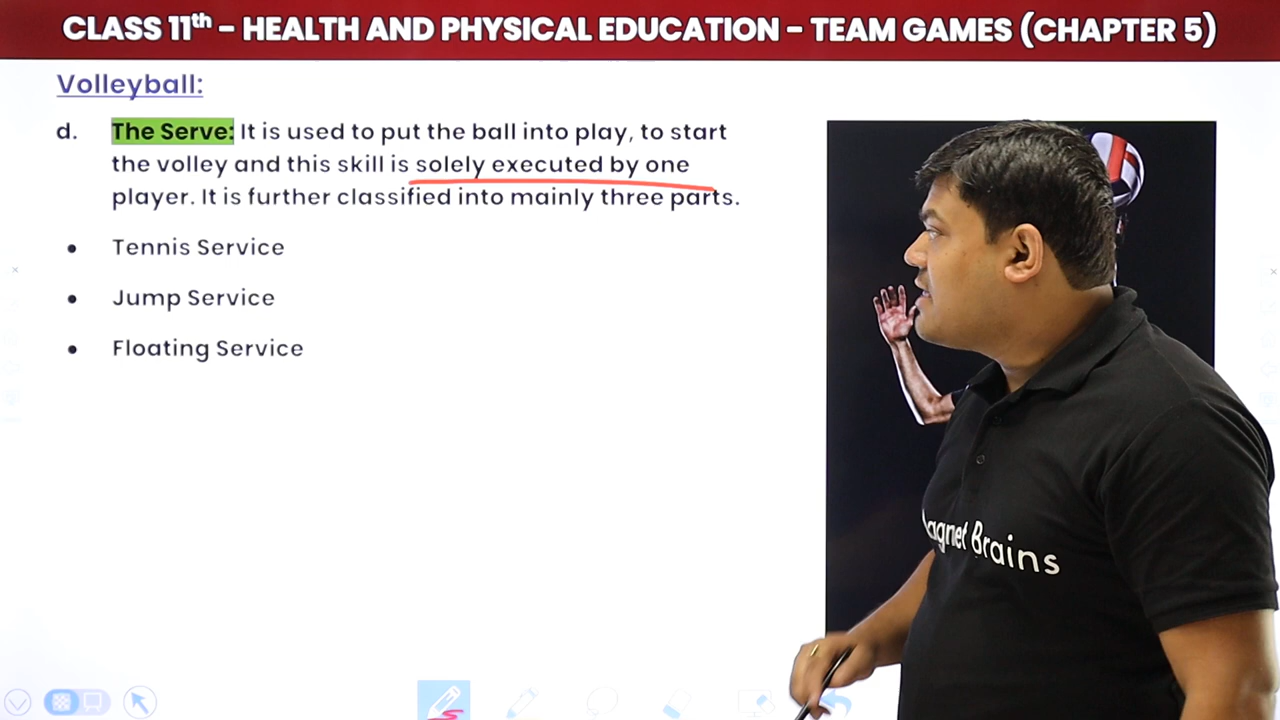 CLASS 11th – HEALTH AND PHYSICAL EDUCATION – TEAM GAMES (CHAPTER 5)
Volleyball:
d. The Serve: It is used to put the ball into play, to start
the volley and this skill is solely executed by one
player. It is further classified into mainly three parts.
• Tennis Service
• Jump Service
• Floating Service
agnet Brains